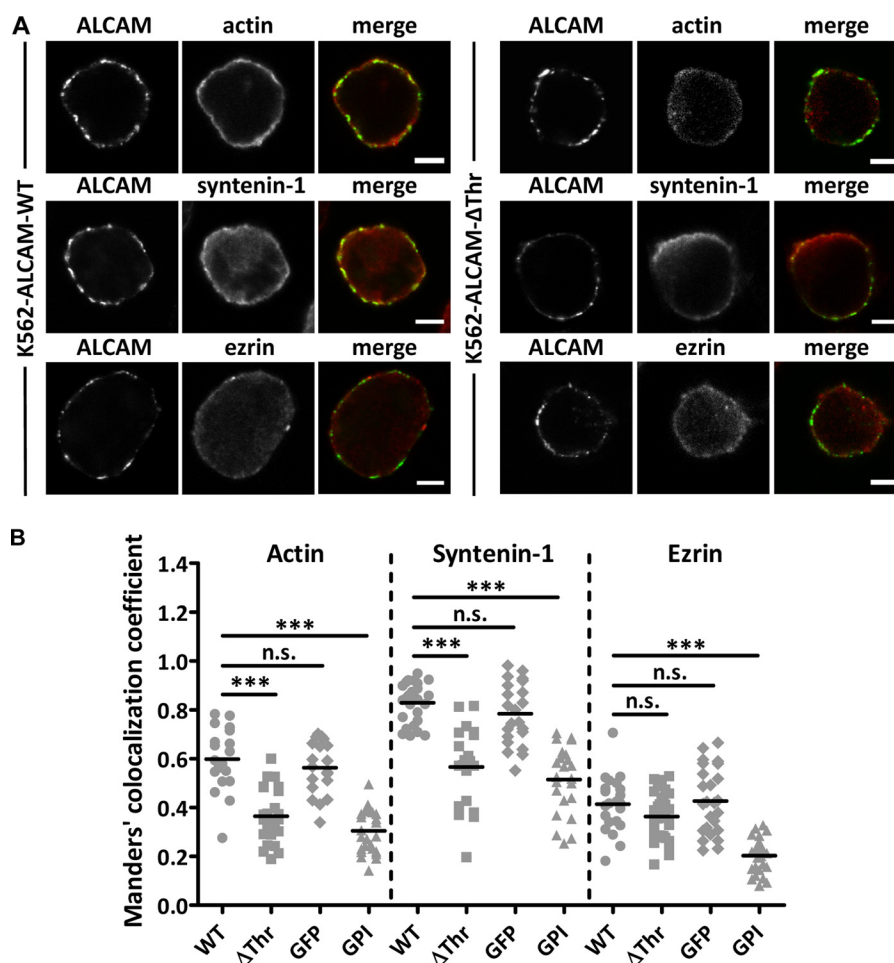 A
ALCAM actin merge
ALCAM actin merge
K562-ALCAM-WT
K562-ALCAM-ΔThr
ALCAM syntenin-1 merge
ALCAM syntenin-1 merge
ALCAM ezrin merge
ALCAM ezrin merge
B
Manders' colocalization coefficient
Actin Syntenin-1 Ezrin
1.4
1.2
1.0
0.8
0.6
0.4
0.2
0.0
***
n.s.
***
***
n.s.
***
***
n.s.
n.s.
WT ΔThr GFP GPI WT ΔThr GFP GPI WT ΔThr GFP GPI